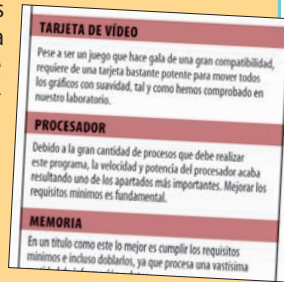 s
a
TARJETA DE VÍDEO
Pese a ser un juego que hace gala de una gran compatibilidad,
requiere de una tarjeta bastante potente para mover todos
los gráficos con suavidad, tal y como hemos comprobado en
nuestro laboratorio.
PROCESADOR
Debido a la gran cantidad de procesos que debe realizar
este programa, la velocidad y potencia del procesador acaba
resultando uno de los apartados más importantes. Mejorar los
requisitos mínimos es fundamental.
MEMORIA
En un título como este lo mejor es cumplir los requisitos
mínimos e incluso doblarlos, ya que procesa una vastísima